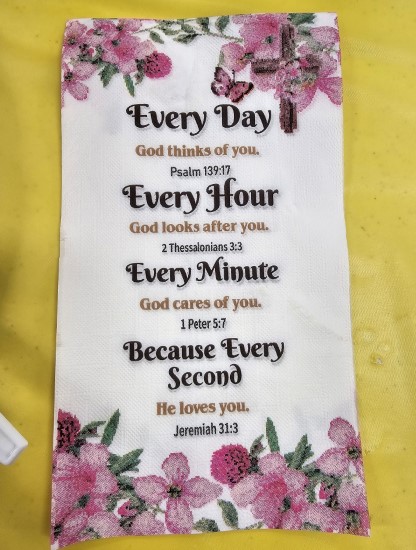 Every Day
God thinks of you.
Psalm 139:17
Every Hour
God looks after you.
2 Thessalonians 3:3
Every Minute
God cares of you.
1 Peter 5:7
Because Every
Second
He loves you.
Jeremiah 31:3